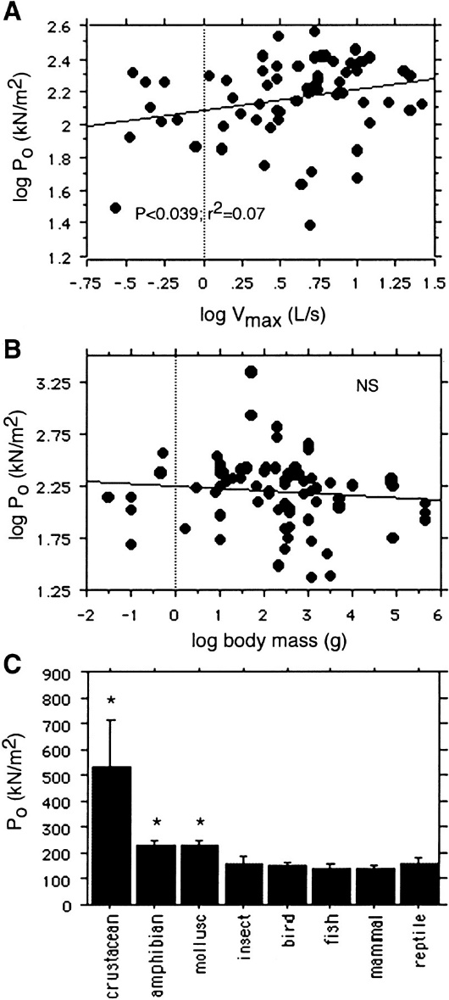 A
log Po (kN/m2)
2.6
2.4
2.2
2
1.8
1.6
1.4
1.2
P<0.039; r2=0.07
-.75 -.5 -.25 0 .25 .5 .75 1 1.25 1.5
log Vmax (L/s)
B
log Po (kN/m2)
3.25
2.75
2.25
1.75
1.25
NS
-2 -1 0 1 2 3 4 5 6
log body mass (g)
C
Po (kN/m2)
900
800
700
600
500
400
300
200
100
0
* * *
crustacean
amphibian
mollusc
insect
bird
fish
mammal
reptile